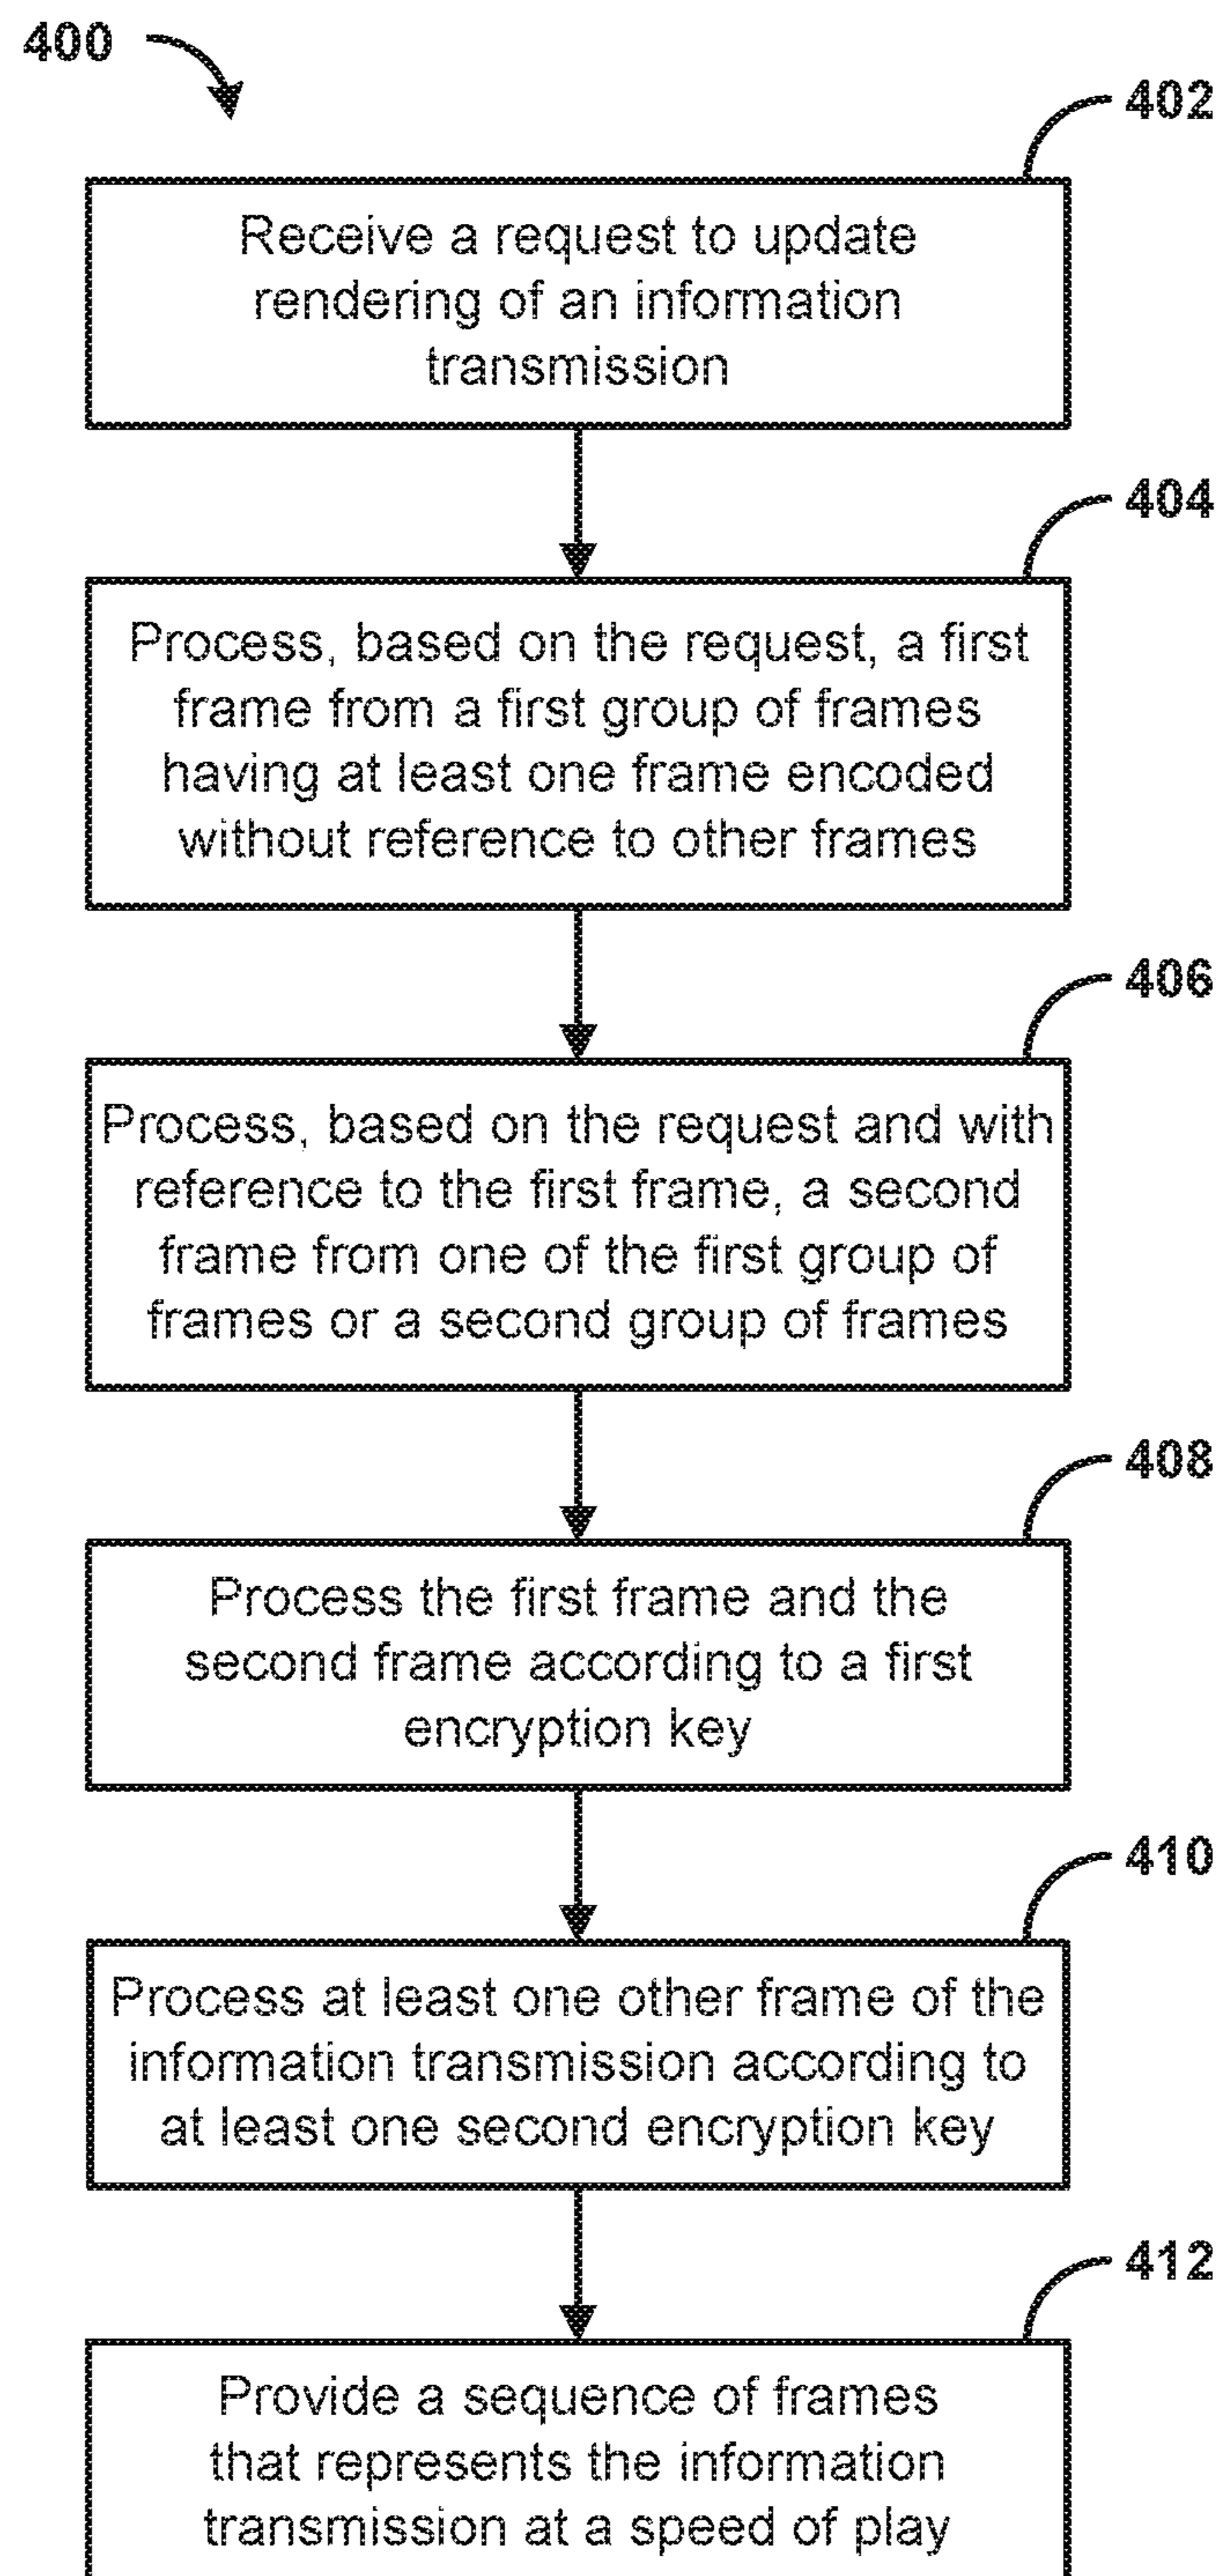 400
402
Receive a request to update
rendering of an information
transmission
404
Process, based on the request, a first
frame from a first group of frames
having at least one frame encoded
without reference to other frames
406
Process, based on the request and with
reference to the first frame, a second
frame from one of the first group of
frames or a second group of frames
408
Process the first frame and the
second frame according to a first
encryption key
410
Process at least one other frame of the
information transmission according to
at least one second encryption key
412
Provide a sequence of frames
that represents the information
transmission at a speed of play